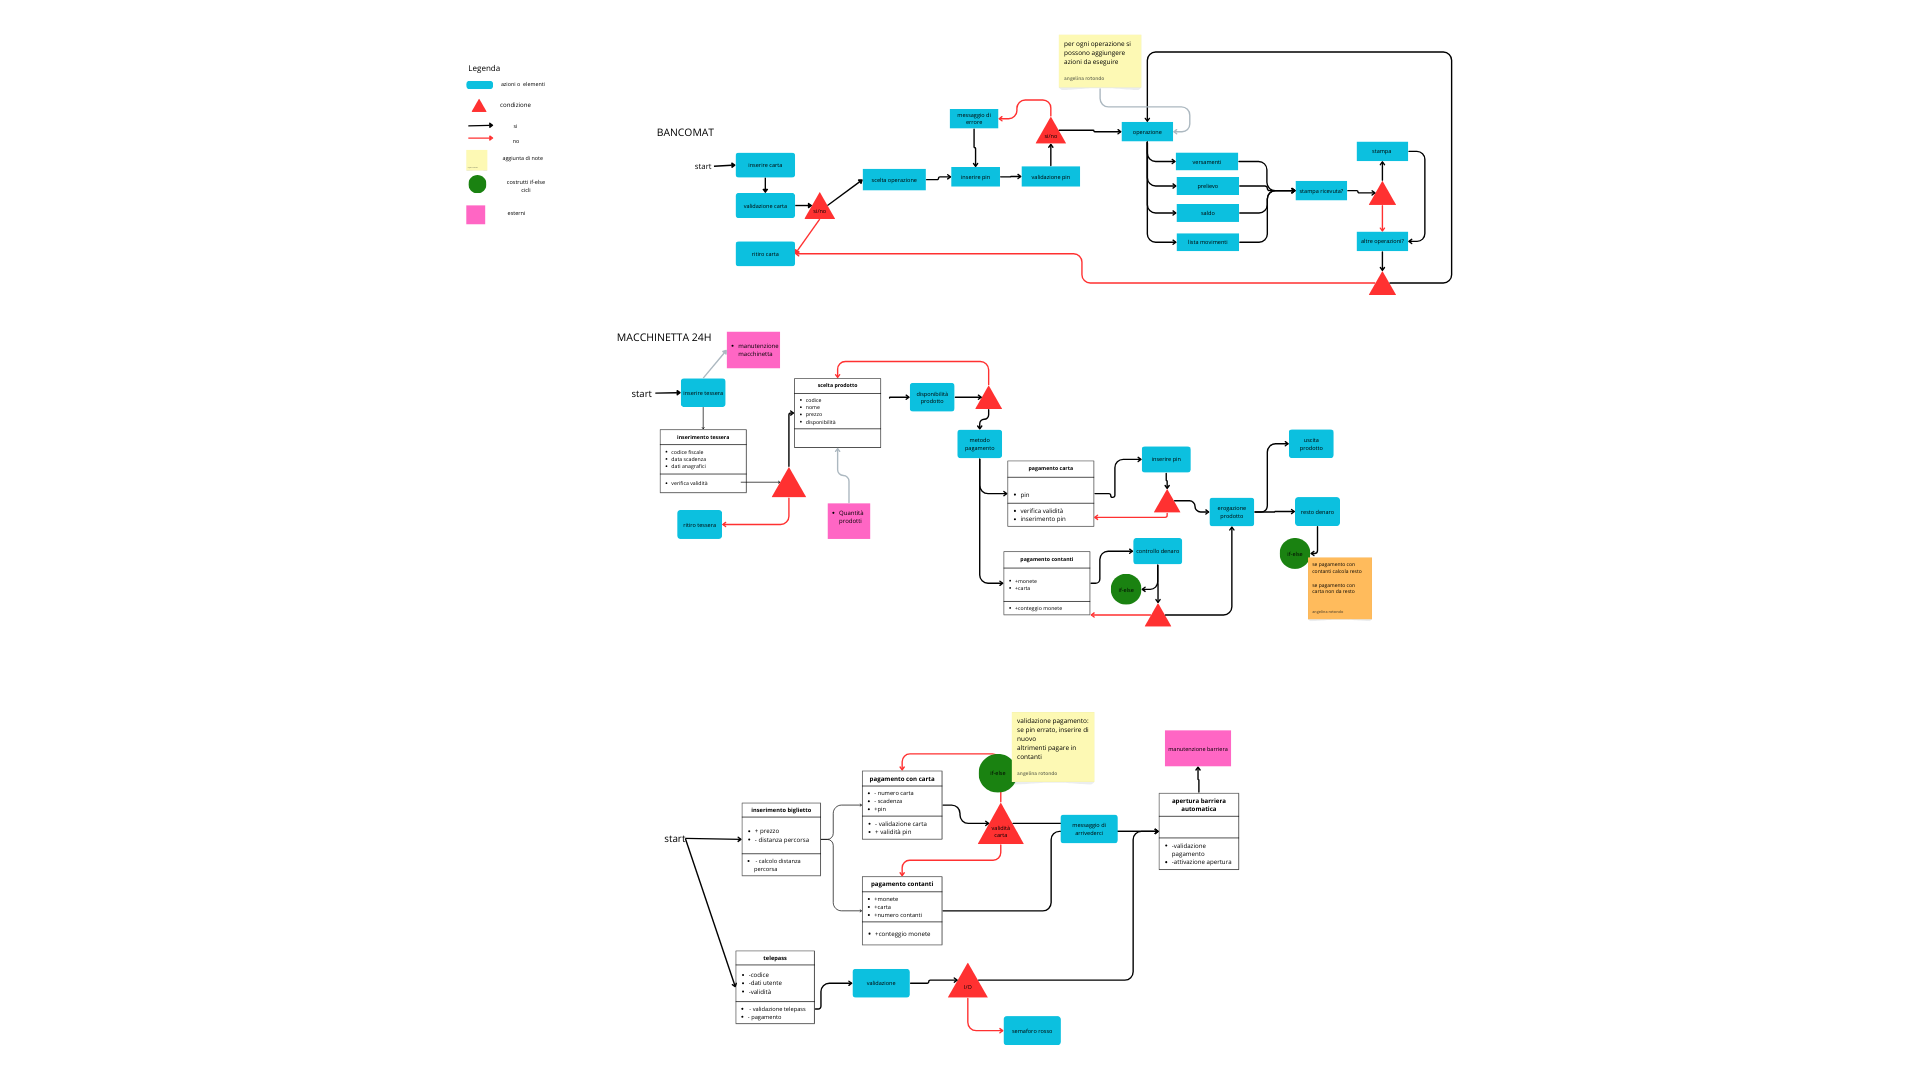 Legenda
azioni o elementi
condizione
si
no
aggiunta di note
costrutti if-else
cicli
esterni
BANCOMAT
start
inserire carta
validazione carta
si/no
ritiro carta
scelta operazione
messaggio di
errore
inserire pin
si/no
validazione pin
per ogni operazione si
possono aggiungere
azioni da eseguire
angelina rotondo
operazione
versamenti
prelievo
saldo
lista movimenti
stampa ricevuta?
stampa
altre operazioni?
MACCHINETTA 24H
manutenzione
macchinetta
start
inserire tessera
inserimento tessera
codice fiscale
data scadenza
dati anagrafici
verifica validità
ritiro tessera
scelta prodotto
codice
nome
prezzo
disponibilità
Quantità
prodotti
disponibilità
prodotto
metodo
pagamento
pagamento carta
pin
verifica validità
inserimento pin
inserire pin
pagamento contanti
+monete
+carta
+conteggio monete
controllo denaro
if-else
erogazione
prodotto
uscita
prodotto
resto denaro
if-else
se pagamento con
contanti calcola resto
se pagamento con
carta non da resto
angelina rotondo
start
inserimento biglietto
+ prezzo
- distanza percorsa
- calcolo distanza
percorsa
pagamento con carta
- numero carta
- scadenza
+pin
- validazione carta
+ validità pin
if-else
validazione pagamento:
se pin errato, inserire di
nuovo
altrimenti pagare in
contanti
angelina rotondo
validità
carta
messaggio di
arrivederci
manutenzione barriera
apertura barriera
automatica
-validazione
pagamento
-attivazione apertura
pagamento contanti
+monete
+carta
+numero contanti
+conteggio monete
telepass
-codice
-dati utente
-validità
- validazione telepass
- pagamento
validazione
semaforo rosso